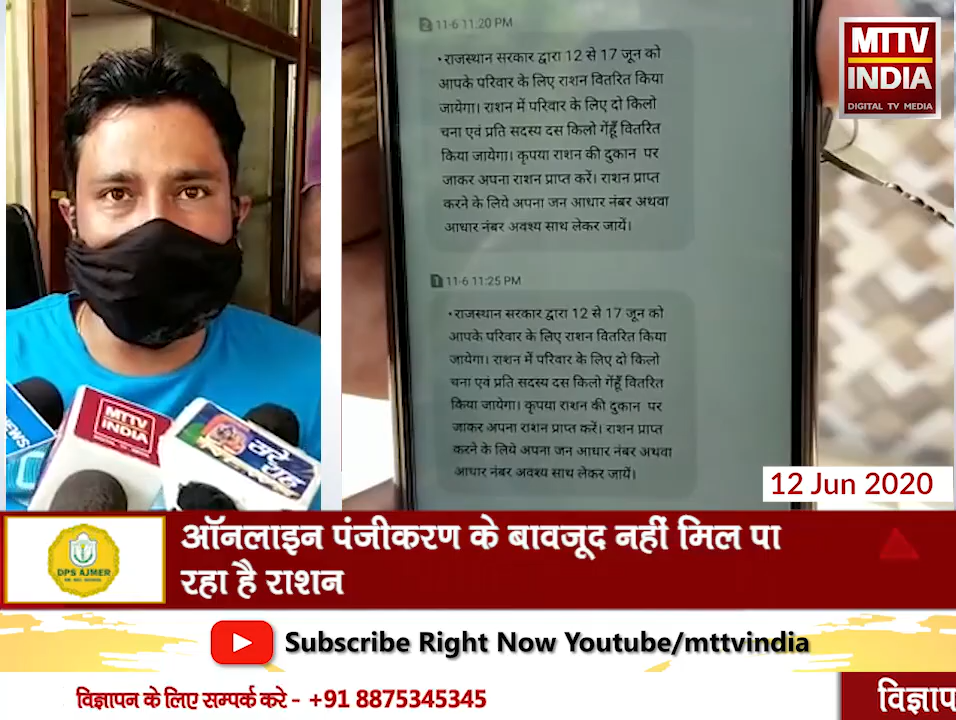 11-6 11:20 PM
• राजस्थान सरकार द्वारा 12 से 17 जून को
आपके परिवार के लिए राशन वितरित किया
जायेगा। राशन में परिवार के लिए दो किलो
चना एवं प्रति सदस्य दस किलो गेंहूँ वितरित
किया जायेगा। कृपया राशन की दुकान पर
जाकर अपना राशन प्राप्त करें। राशन प्राप्त
करने के लिये अपना जन आधार नंबर अथवा
आधार नंबर अवश्य साथ लेकर जायें।
11-6 11:25 PM
• राजस्थान सरकार द्वारा 12 से 17 जून को
आपके परिवार के लिए राशन वितरित किया
जायेगा। राशन में परिवार के लिए दो किलो
चना एवं प्रति सदस्य दस किलो गेंहूँ वितरित
किया जायेगा। कृपया राशन की दुकान पर
जाकर अपना राशन प्राप्त करें। राशन प्राप्त
करने के लिये अपना जन आधार नंबर अथवा
आधार नंबर अवश्य साथ लेकर जायें।
MTTV
INDIA
DIGITAL TV MEDIA
NEWS
MTTV
INDIA
12 Jun 2020
DPS AJMER
ऑनलाइन पंजीकरण के बावजूद नहीं मिल पा
रहा है राशन
Subscribe Right Now Youtube/mttvindia
विज्ञापन के लिए सम्पर्क करे - +91 8875345345
विज्ञाप